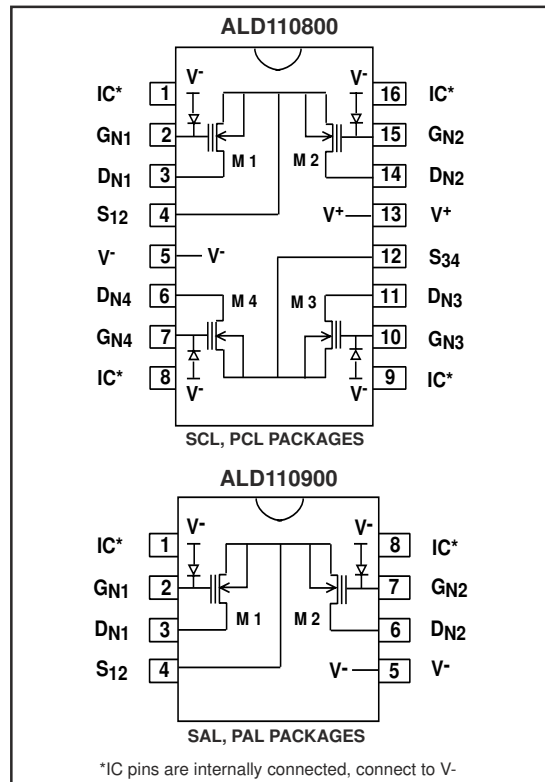 ALD110800
V- V-
IC* 1 16 IC*
GN1 2 15 GN2
M 1 M 2
DN1 3 14 DN2
S12 4 V+ 13 V+
V- 5 V- 12 S34
DN4 6 M 4 M 3 11 DN3
GN4 7 10 GN3
IC* 8 V- V- 9 IC*
SCL, PCL PACKAGES
ALD110900
V- V-
IC* 1 8 IC*
GN1 2 7 GN2
DN1 3 M 1 M 2 6 DN2
S12 4 V- 5 V-
SAL, PAL PACKAGES
*IC pins are internally connected, connect to V-